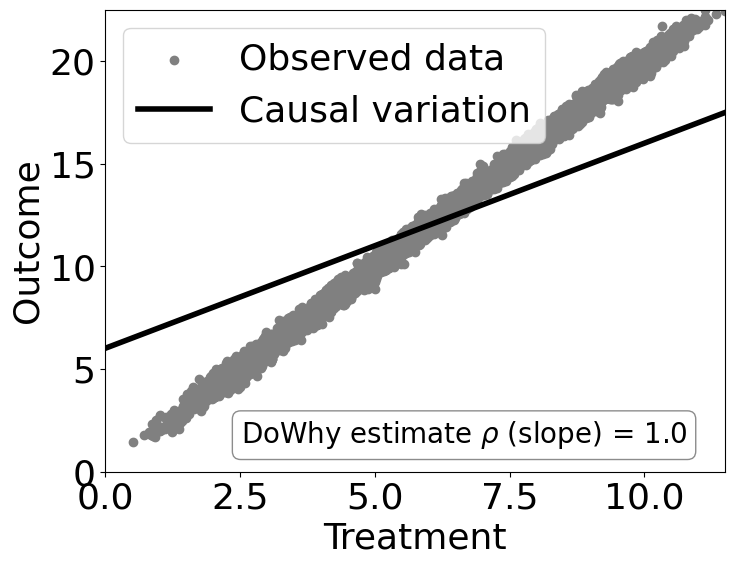 Observed data
Causal variation
Outcome
20
15
10
5
0
DoWhy estimate ρ (slope) = 1.0
0.0 2.5 5.0 7.5 10.0
Treatment